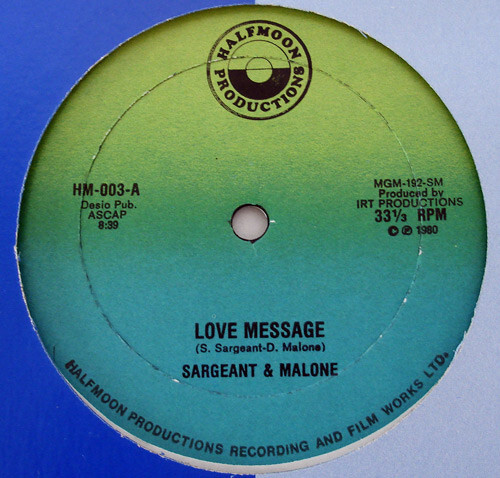 HALFMOON
PRODUCTIONS
HM-003-A
Desio Pub.
ASCAP
8:39
MGM-192-SM
Produced by
IRT PRODUCTIONS
33⅓ RPM
© ℗ 1980
LOVE MESSAGE
(S. Sargeant-D. Malone)
SARGEANT & MALONE
HALFMOON PRODUCTIONS RECORDING AND FILM WORKS LTD.